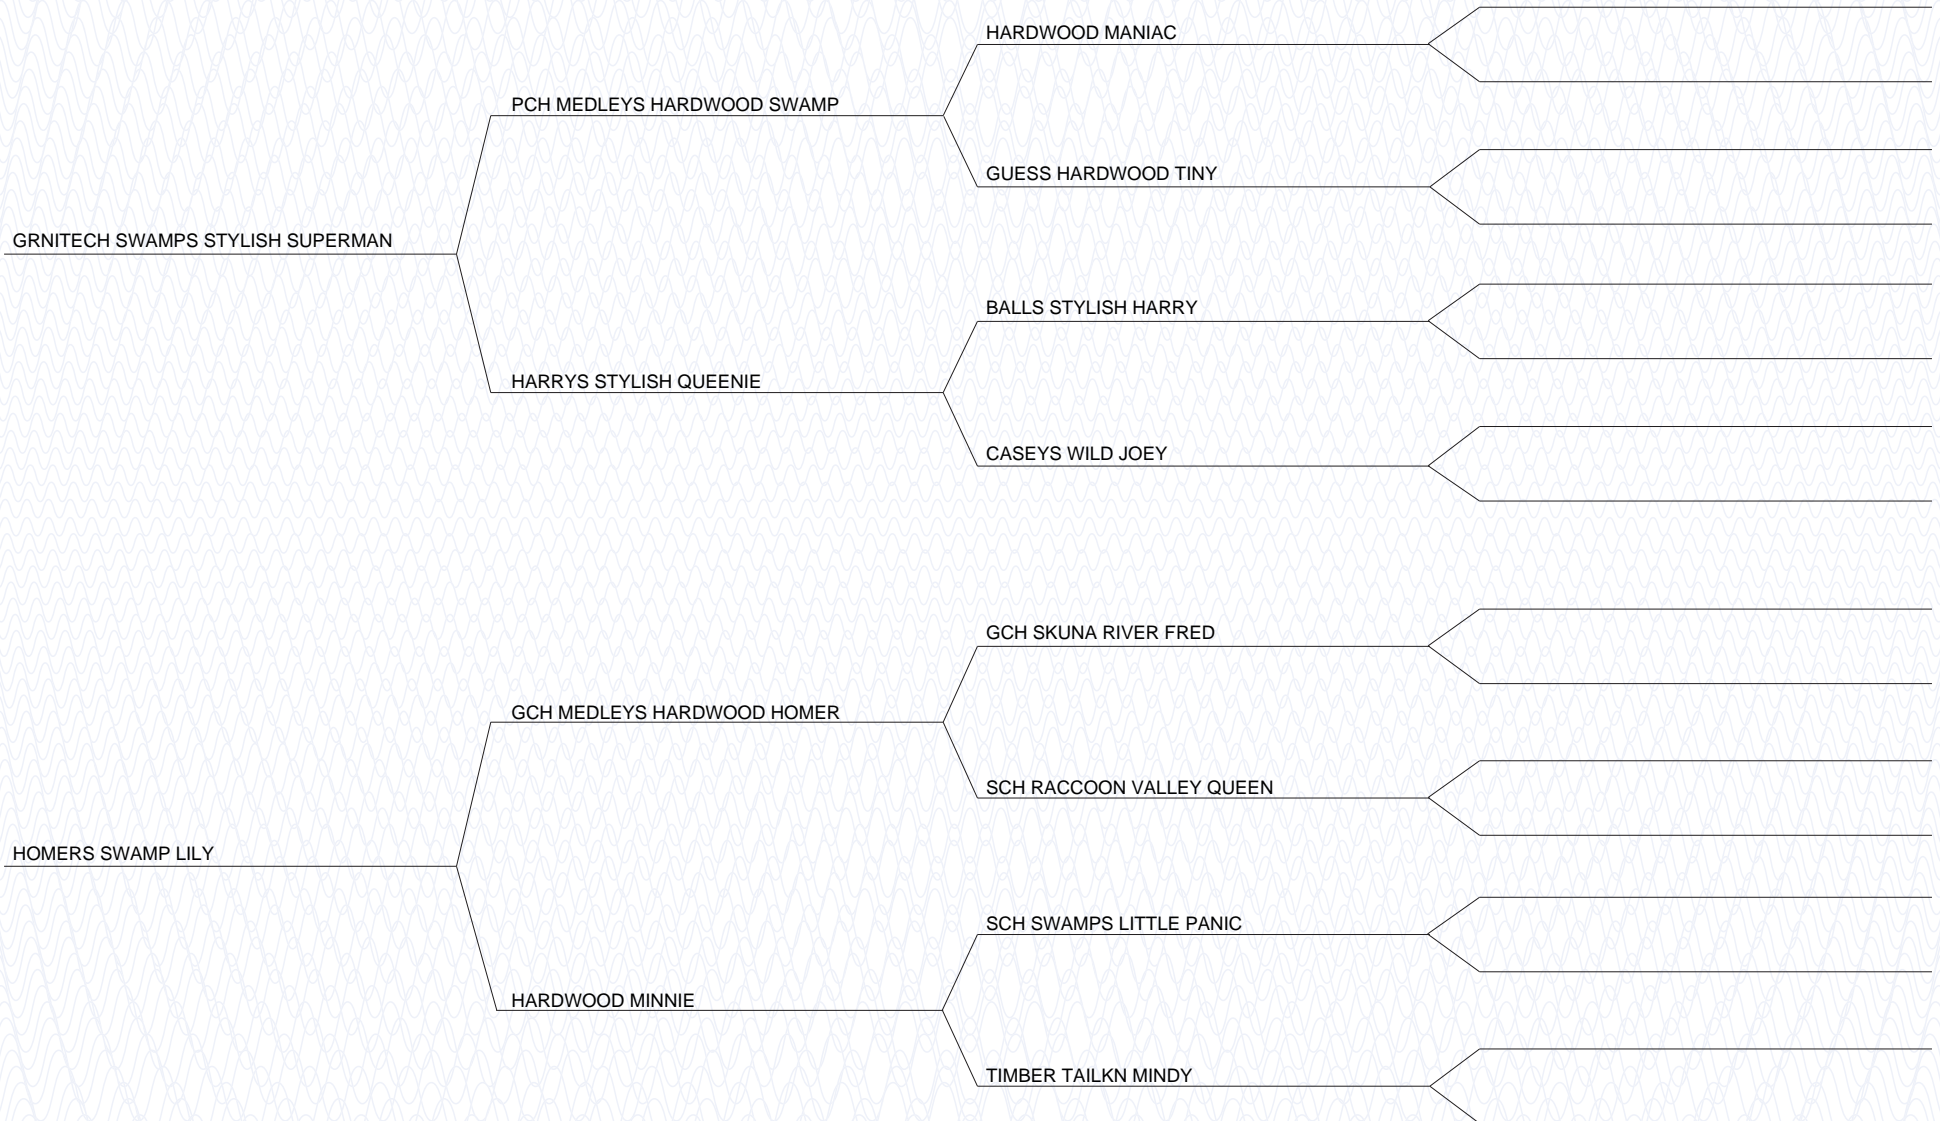 HARDWOOD MANIAC
PCH MEDLEYS HARDWOOD SWAMP
GUESS HARDWOOD TINY
GRNITECH SWAMPS STYLISH SUPERMAN
BALLS STYLISH HARRY
HARRYS STYLISH QUEENIE
CASEYS WILD JOEY
GCH SKUNA RIVER FRED
GCH MEDLEYS HARDWOOD HOMER
SCH RACCOON VALLEY QUEEN
HOMERS SWAMP LILY
SCH SWAMPS LITTLE PANIC
HARDWOOD MINNIE
TIMBER TAILKN MINDY